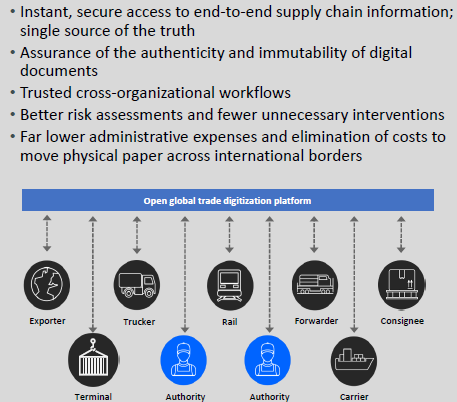 • Instant, secure access to end-to-end supply chain information;
single source of the truth
• Assurance of the authenticity and immutability of digital
documents
• Trusted cross-organizational workflows
• Better risk assessments and fewer unnecessary interventions
• Far lower administrative expenses and elimination of costs to
move physical paper across international borders
Open global trade digitization platform
Exporter Trucker Rail Forwarder Consignee
Terminal Authority Authority Carrier